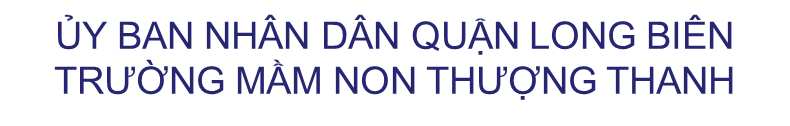 ỦY BAN NHÂN DÂN QUẬN LONG BIÊN
TRƯỜNG MẦM NON THƯỢNG THANH